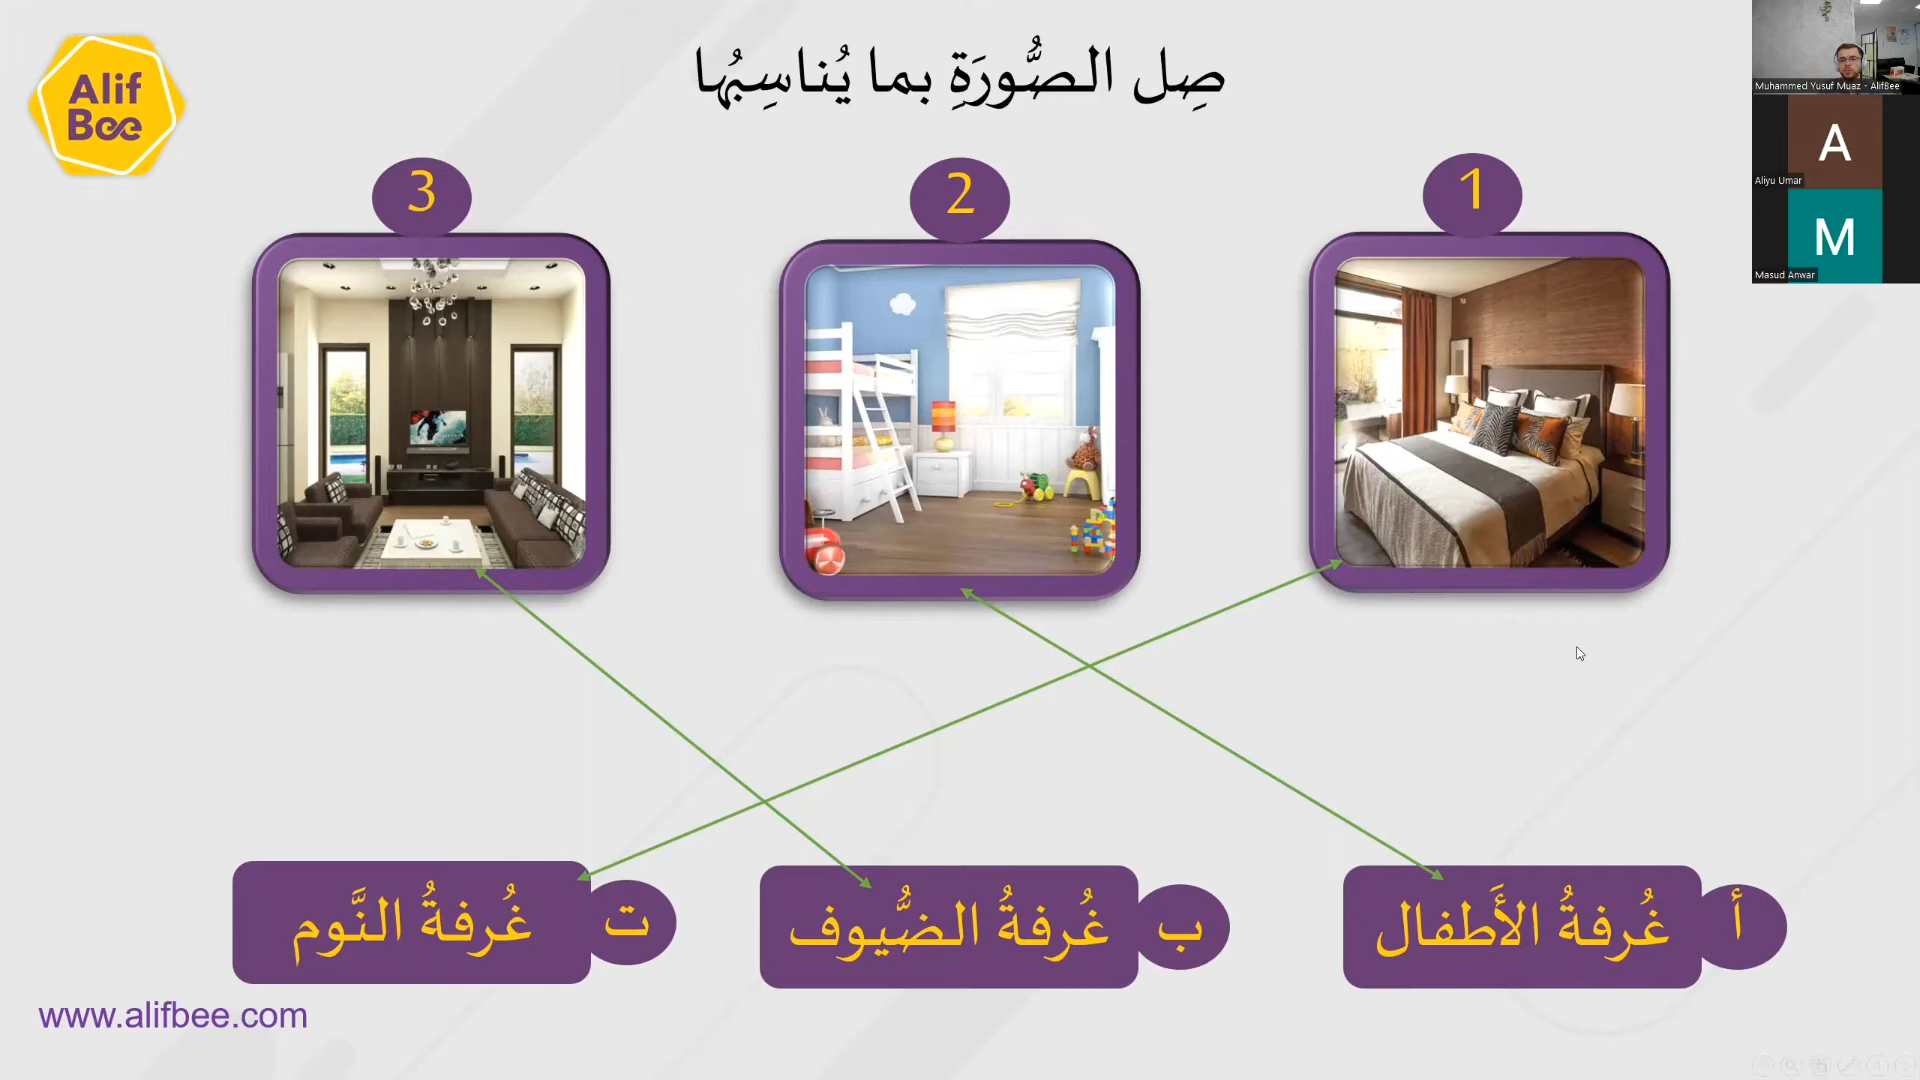 Alif
Bee
صِل الصُّورَةِ بما يُناسِبُها
1
2
3
أ
غُرفةُ الأَطفال
ب
غُرفةُ الضُّيوف
ت
غُرفةُ النَّوم
www.alifbee.com
Muhammed Yusuf Muaz - AlifBee
A
Aliyu Umar
M
Masud Anwar